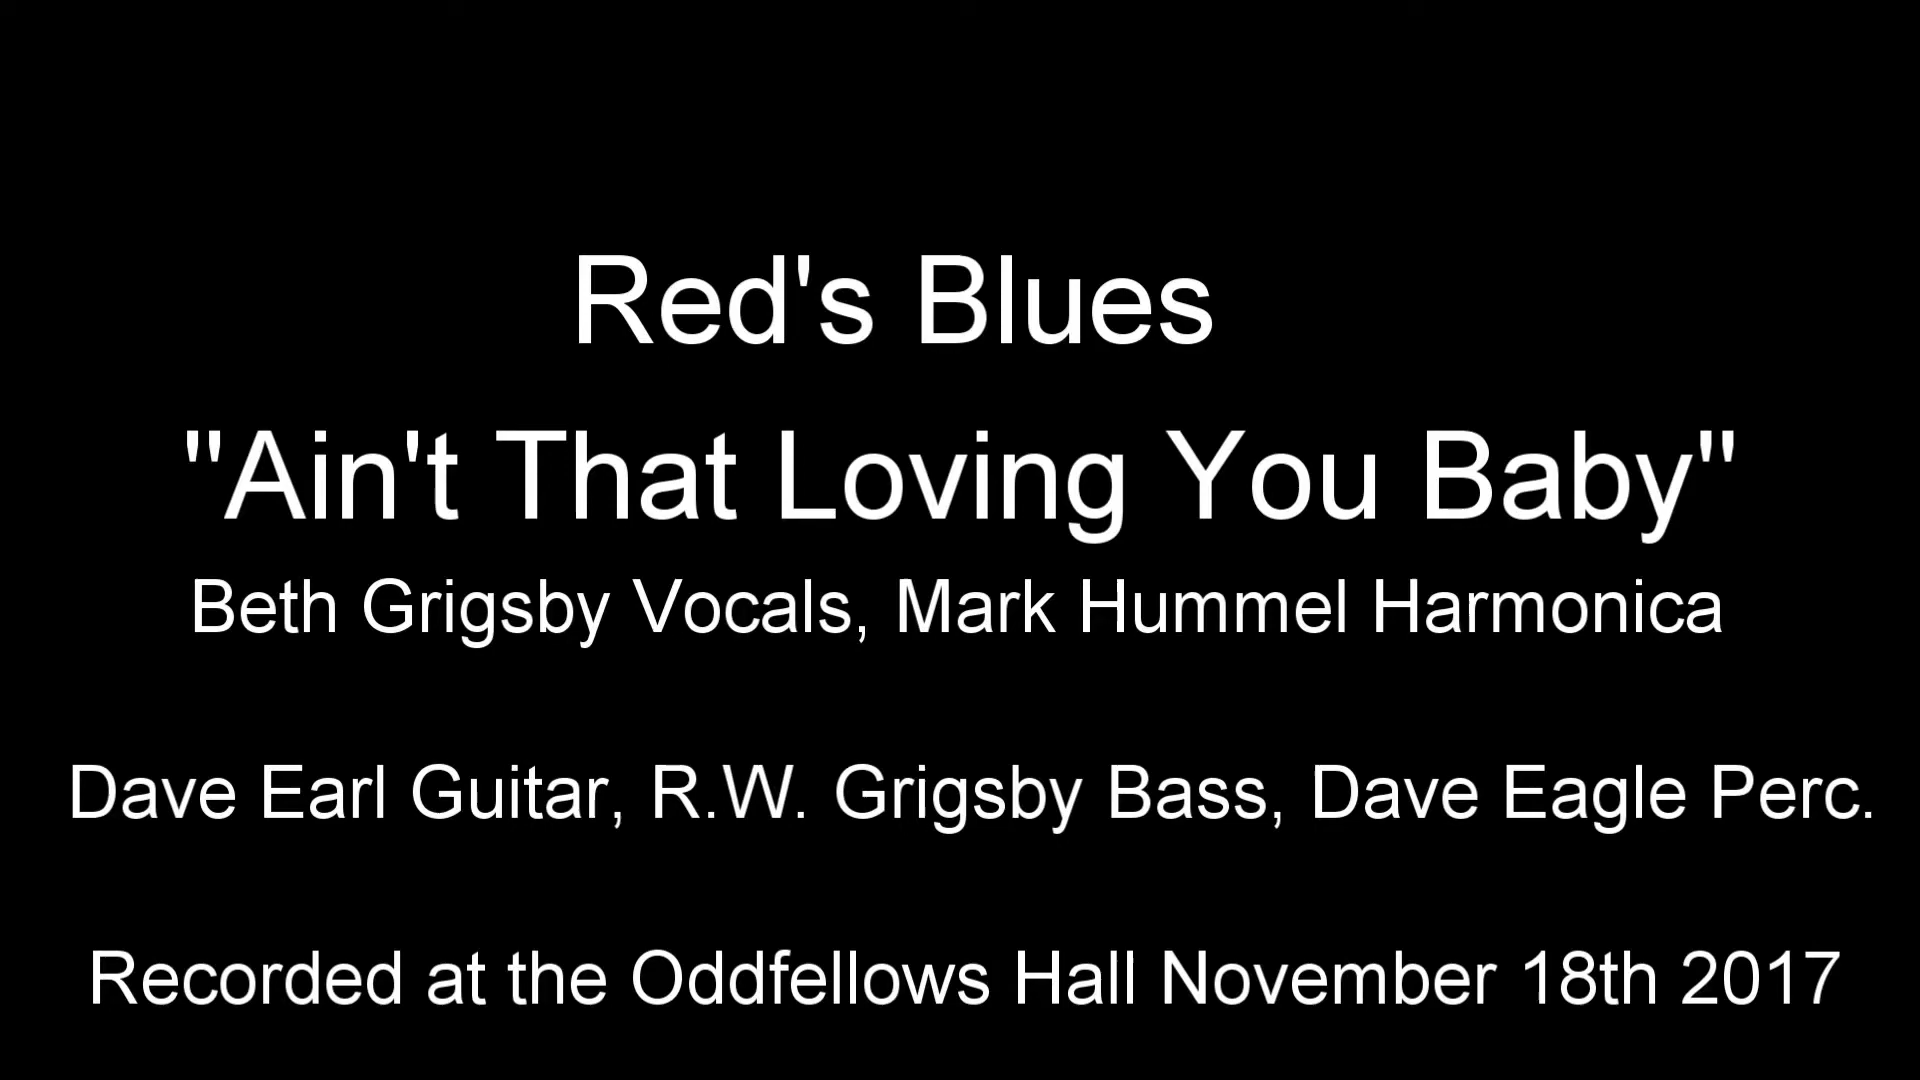 Red's Blues
"Ain't That Loving You Baby"
Beth Grigsby Vocals, Mark Hummel Harmonica
Dave Earl Guitar, R.W. Grigsby Bass, Dave Eagle Perc.
Recorded at the Oddfellows Hall November 18th 2017